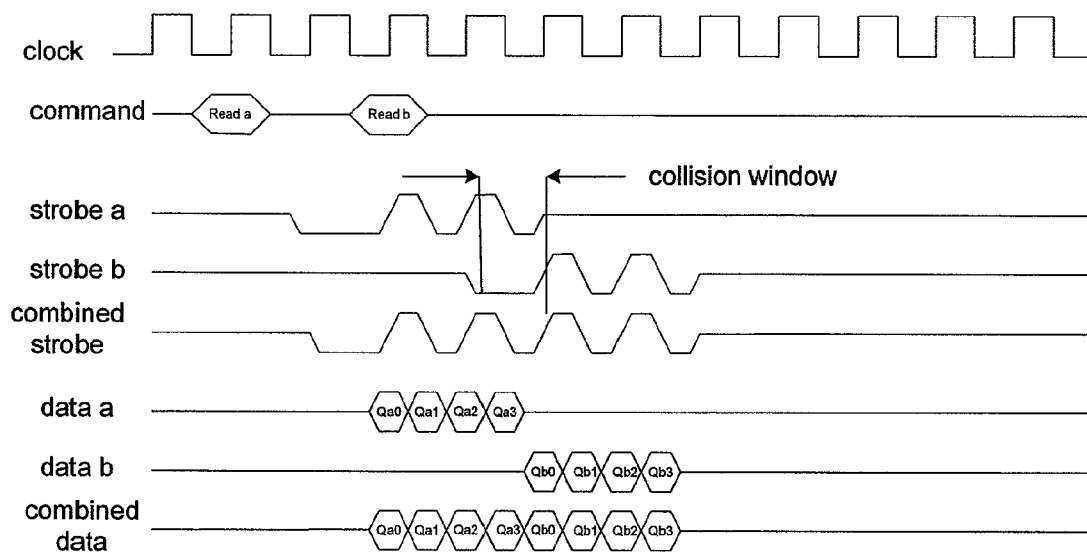 clock
command
Read a
Read b
collision window
strobe a
strobe b
combined
strobe
data a
Qa0 Qa1 Qa2 Qa3
data b
Qb0 Qb1 Qb2 Qb3
combined
data
Qa0 Qa1 Qa2 Qa3 Qb0 Qb1 Qb2 Qb3